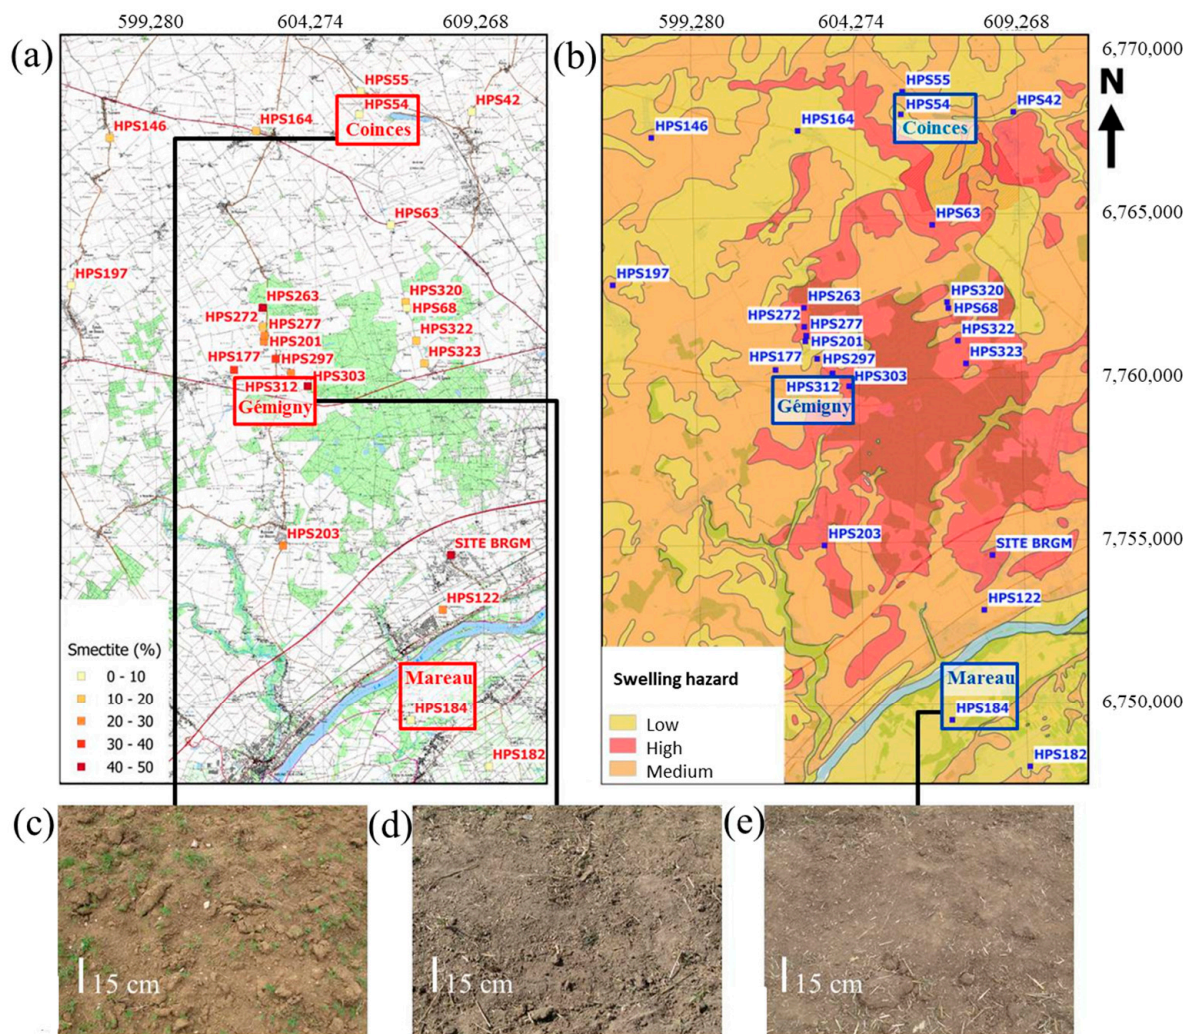 599,280 604,274 609,268 599,280 604,274 609,268
(a)
HPS55
HPS54
Coinces
HPS42
HPS164
HPS146
HPS63
HPS197
HPS263
HPS272
HPS277
HPS201
HPS320
HPS68
HPS322
HPS323
HPS177
HPS297
HPS312
HPS303
Gémigny
HPS203
SITE BRGM
HPS122
Mareau
HPS184
HPS182
Smectite (%)
0 - 10
10 - 20
20 - 30
30 - 40
40 - 50
(b)
HPS55
HPS54
Coinces
HPS42
HPS164
HPS146
HPS63
HPS197
HPS263
HPS272
HPS277
HPS201
HPS320
HPS68
HPS322
HPS323
HPS177
HPS297
HPS312
HPS303
Gémigny
HPS203
SITE BRGM
HPS122
Mareau
HPS184
HPS182
Swelling hazard
Low
High
Medium
6,770,000
N
6,765,000
7,760,000
7,755,000
6,750,000
(c)
15 cm
(d)
15 cm
(e)
15 cm